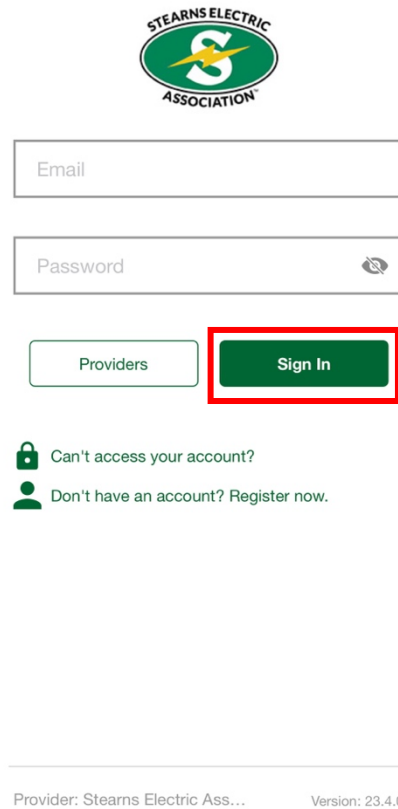 STEARNS ELECTRIC
S
ASSOCIATION™
Email
Password
Providers
Sign In
Can't access your account?
Don't have an account? Register now.
Provider: Stearns Electric Ass...
Version: 23.4.